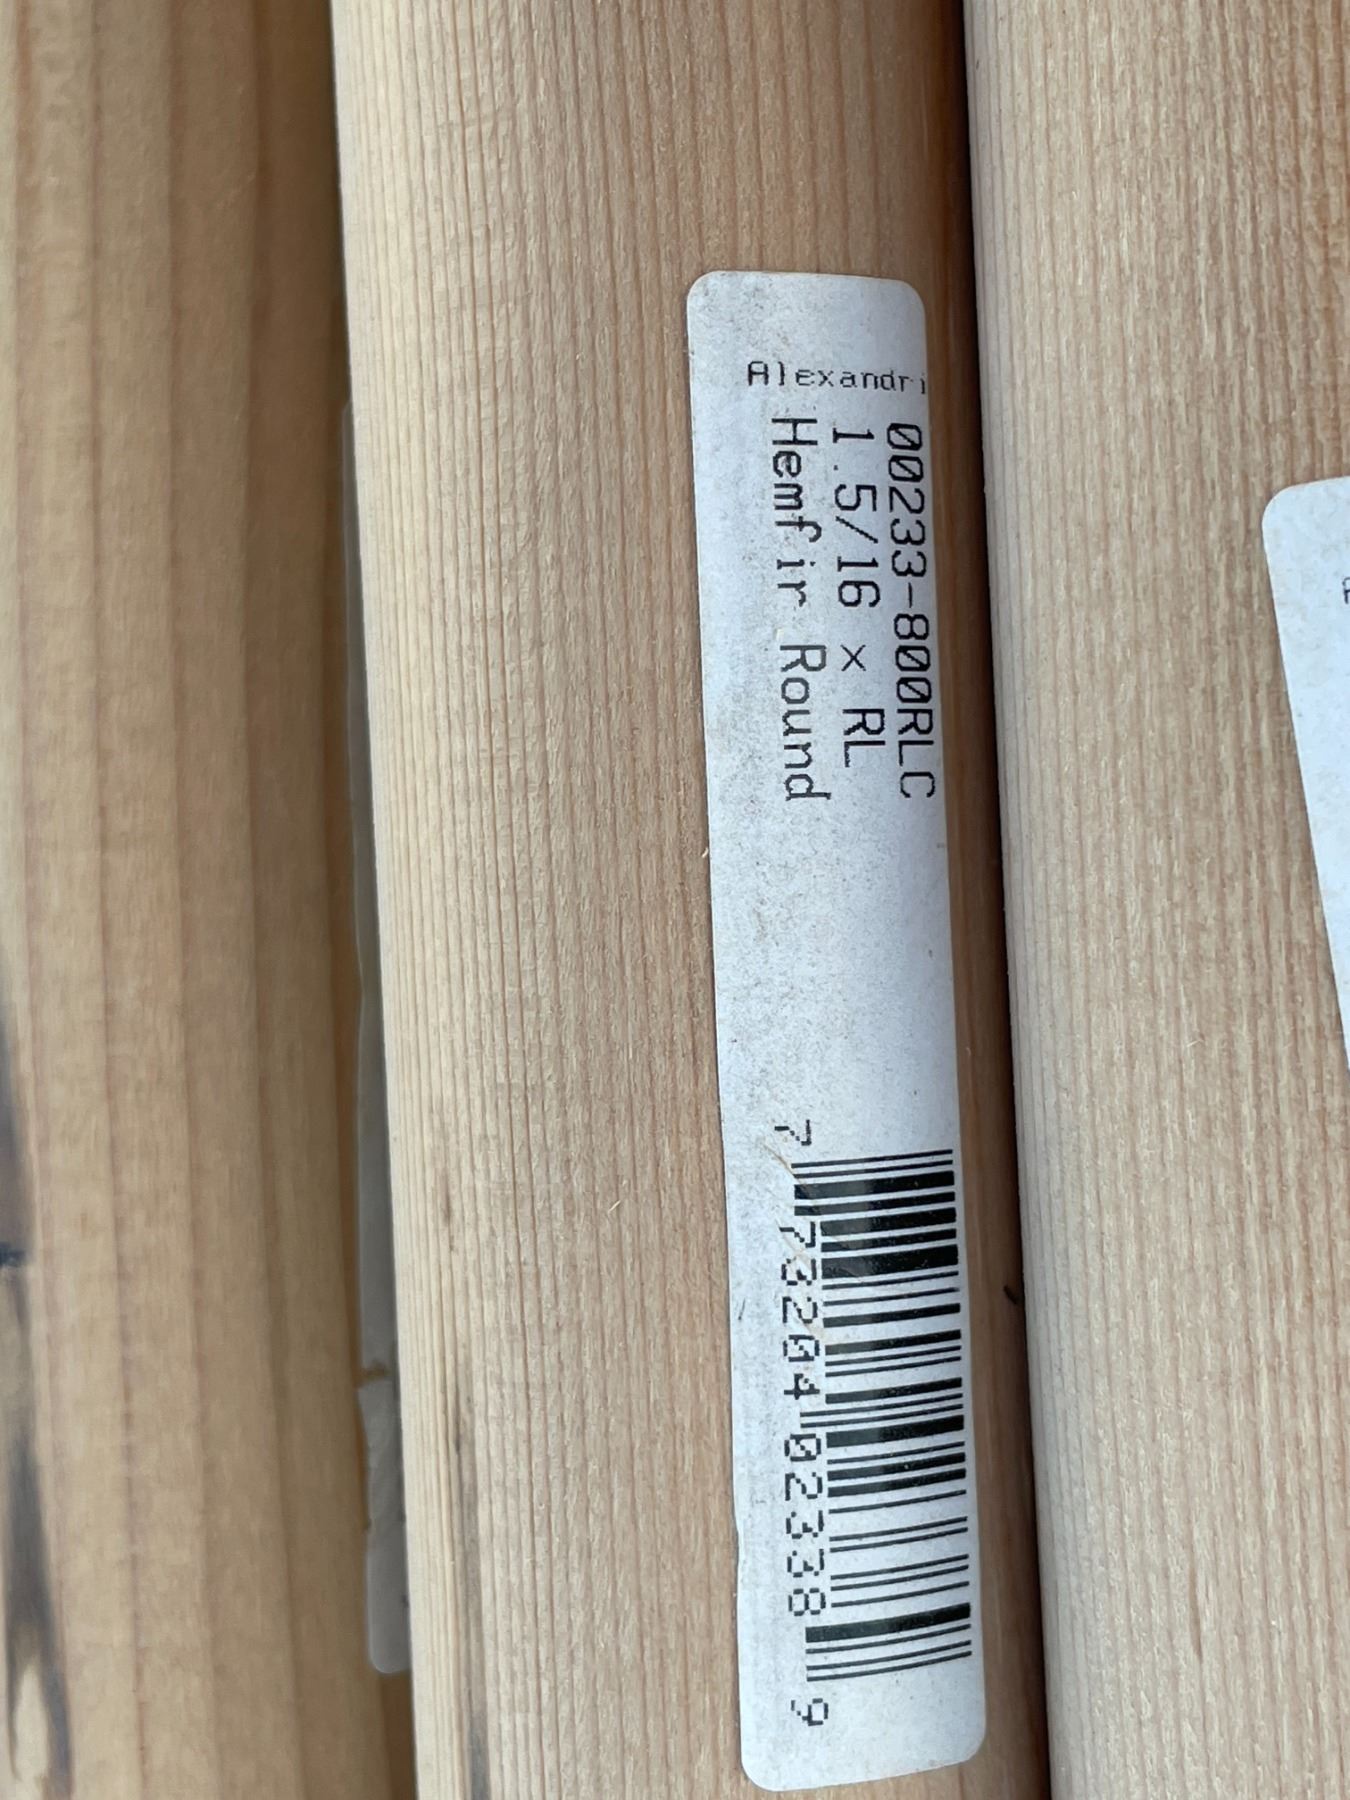 Alexandri
00233-800RLC
1.5/16 x RL
Hemfir Round
7 73204 02338 9